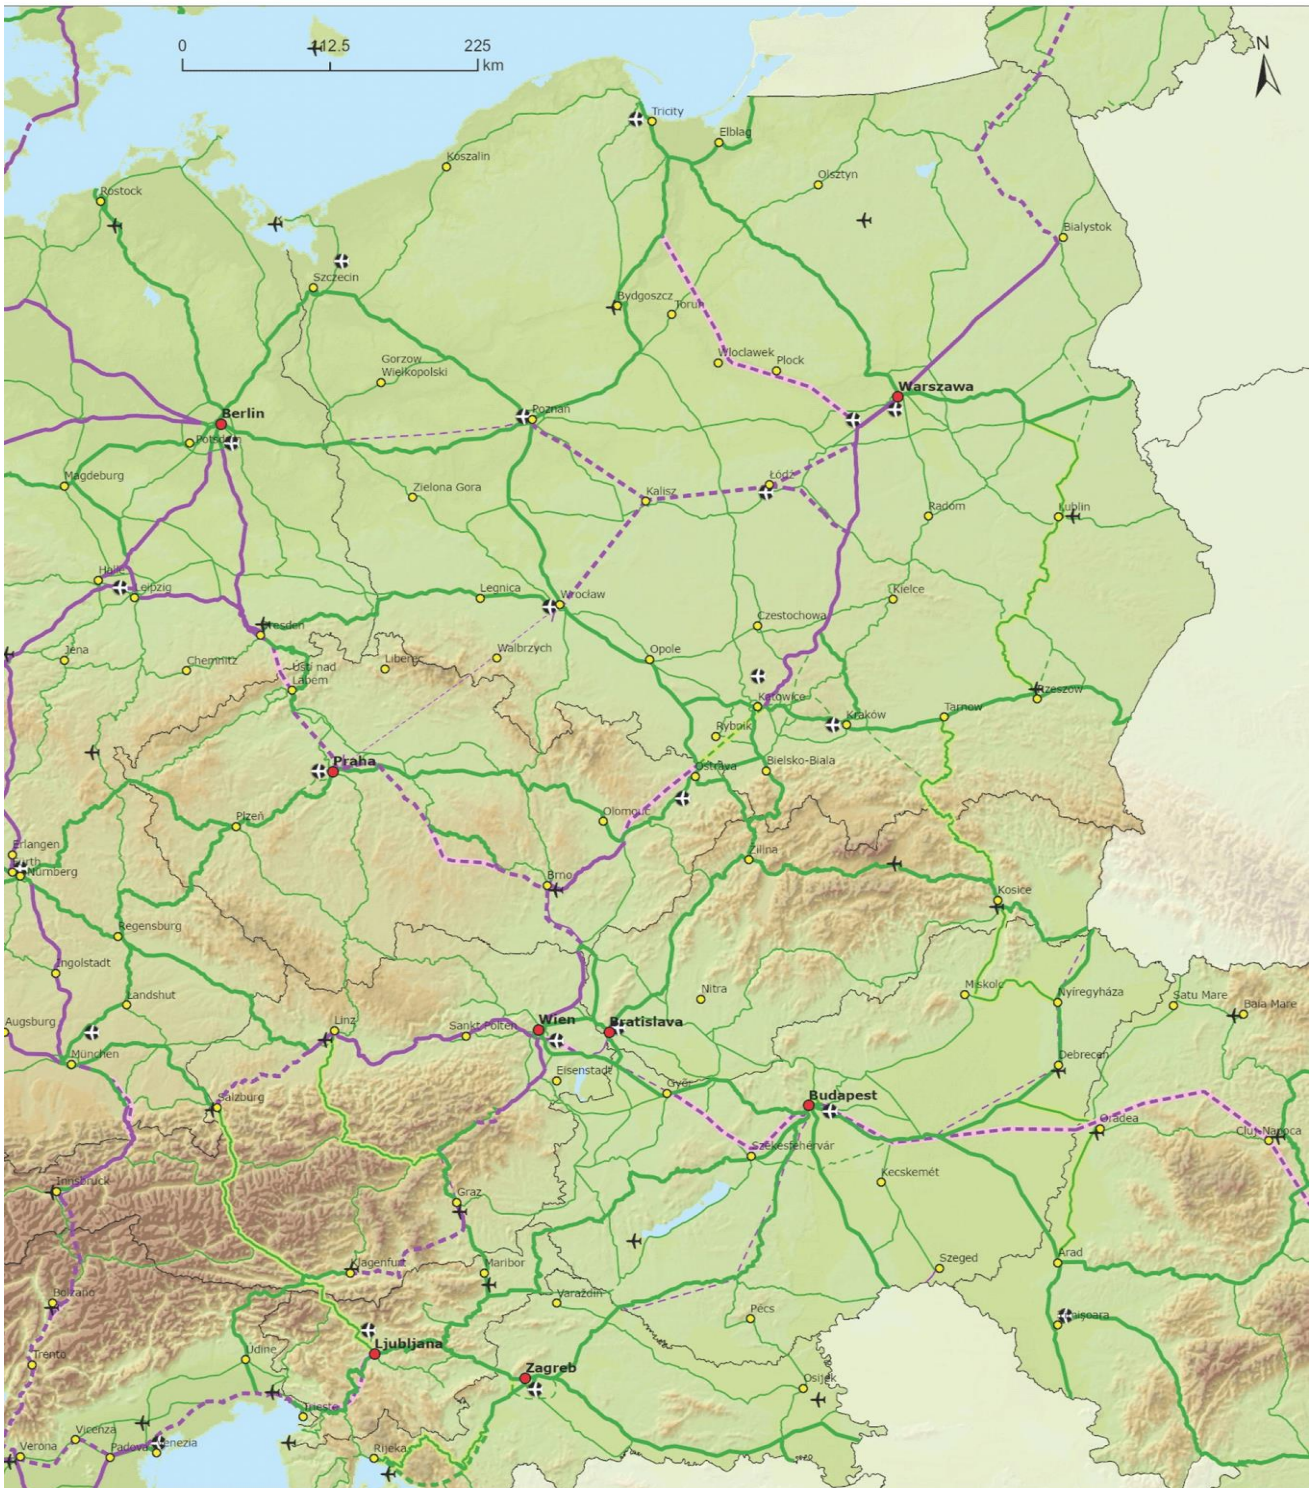 0
112.5
225
km
N
Tricity
Elbląg
Koszalin
Olsztyn
Rostock
Bialystok
Szczecin
Bydgoszcz
Toruń
Gorzow
Wielkopolski
Wloclawek
Plock
Warszawa
Berlin
Poznań
Potsdam
Magdeburg
Zielona Gora
Kalisz
Łódź
Radom
Lublin
Halle
Leipzig
Legnica
Wrocław
Kielce
Czestochowa
Dresden
Jena
Chemnitz
Ústí nad
Labem
Liberec
Walbrzych
Opole
Katowice
Rzeszow
Kraków
Tarnow
Rybnik
Praha
Ostrava
Bielsko-Biala
Plzeň
Olomouc
Erlangen
Fürth
Nürnberg
Žilina
Brno
Kosice
Regensburg
Ingolstadt
Landshut
Nitra
Miskolc
Nyíregyháza
Satu Mare
Baia Mare
Augsburg
Linz
Sankt Pölten
Wien
Bratislava
München
Debrecen
Eisenstadt
Győr
Salzburg
Budapest
Oradea
Cluj-Napoca
Székesfehérvár
Kecskemét
Innsbruck
Graz
Klagenfurt
Maribor
Szeged
Arad
Bolzano
Varaždin
Pécs
Timișoara
Trento
Udine
Ljubljana
Zagreb
Osijek
Trieste
Vicenza
Verona
Padova
Venezia
Rijeka